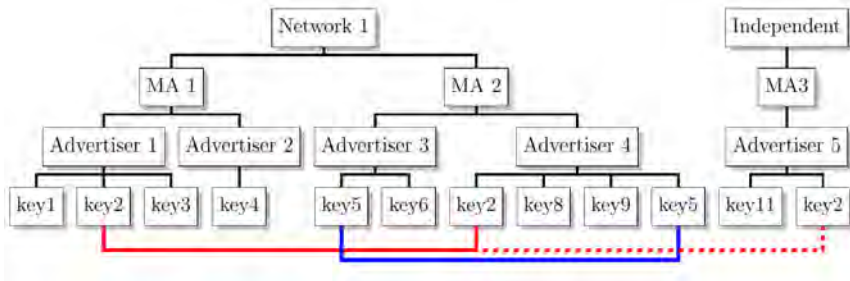 Network 1 Independent
MA 1 MA 2 MA3
Advertiser 1 Advertiser 2 Advertiser 3 Advertiser 4 Advertiser 5
key1 key2 key3 key4 key5 key6 key2 key8 key9 key5 key11 key2